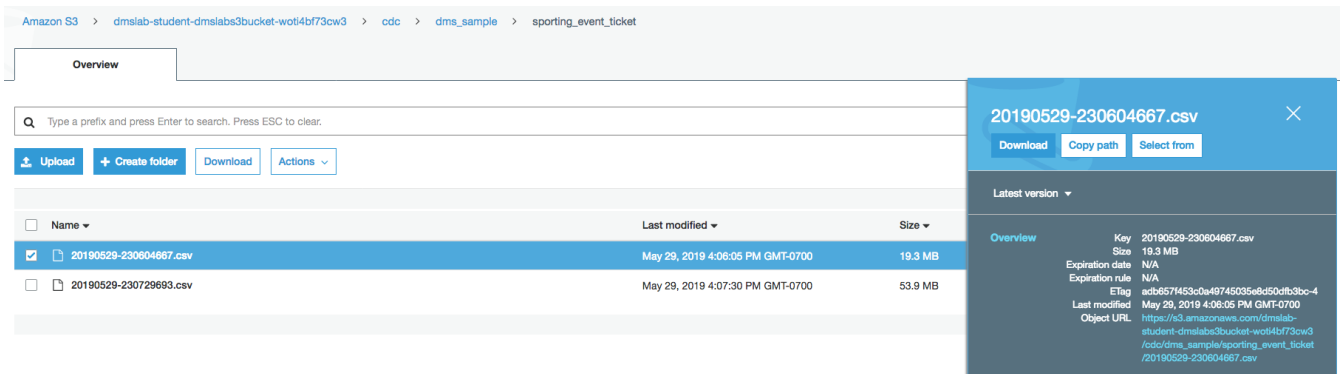 Amazon S3 > dmslab-student-dmslabs3bucket-woti4bf73cw3 > cdc > dms_sample > sporting_event_ticket
Overview
Type a prefix and press Enter to search. Press ESC to clear.
Upload + Create folder Download Actions
Name Last modified Size
20190529-230604667.csv May 29, 2019 4:06:05 PM GMT-0700 19.3 MB
20190529-230729693.csv May 29, 2019 4:07:30 PM GMT-0700 53.9 MB
20190529-230604667.csv
Download Copy path Select from
Latest version
Overview Key 20190529-230604667.csv
Size 19.3 MB
Expiration date N/A
Expiration rule N/A
ETag adb657f453c0a49745035e8d50dfb3bc-4
Last modified May 29, 2019 4:06:05 PM GMT-0700
Object URL https://s3.amazonaws.com/dmslab-
student-dmslabs3bucket-woti4bf73cw3
/cdc/dms_sample/sporting_event_ticket
/20190529-230604667.csv